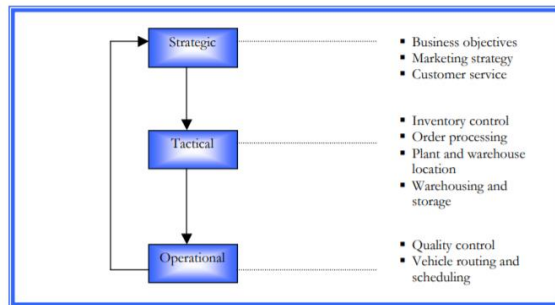 Strategic
▪ Business objectives
▪ Marketing strategy
▪ Customer service
Tactical
▪ Inventory control
▪ Order processing
▪ Plant and warehouse
location
▪ Warehousing and
storage
Operational
▪ Quality control
▪ Vehicle routing and
scheduling